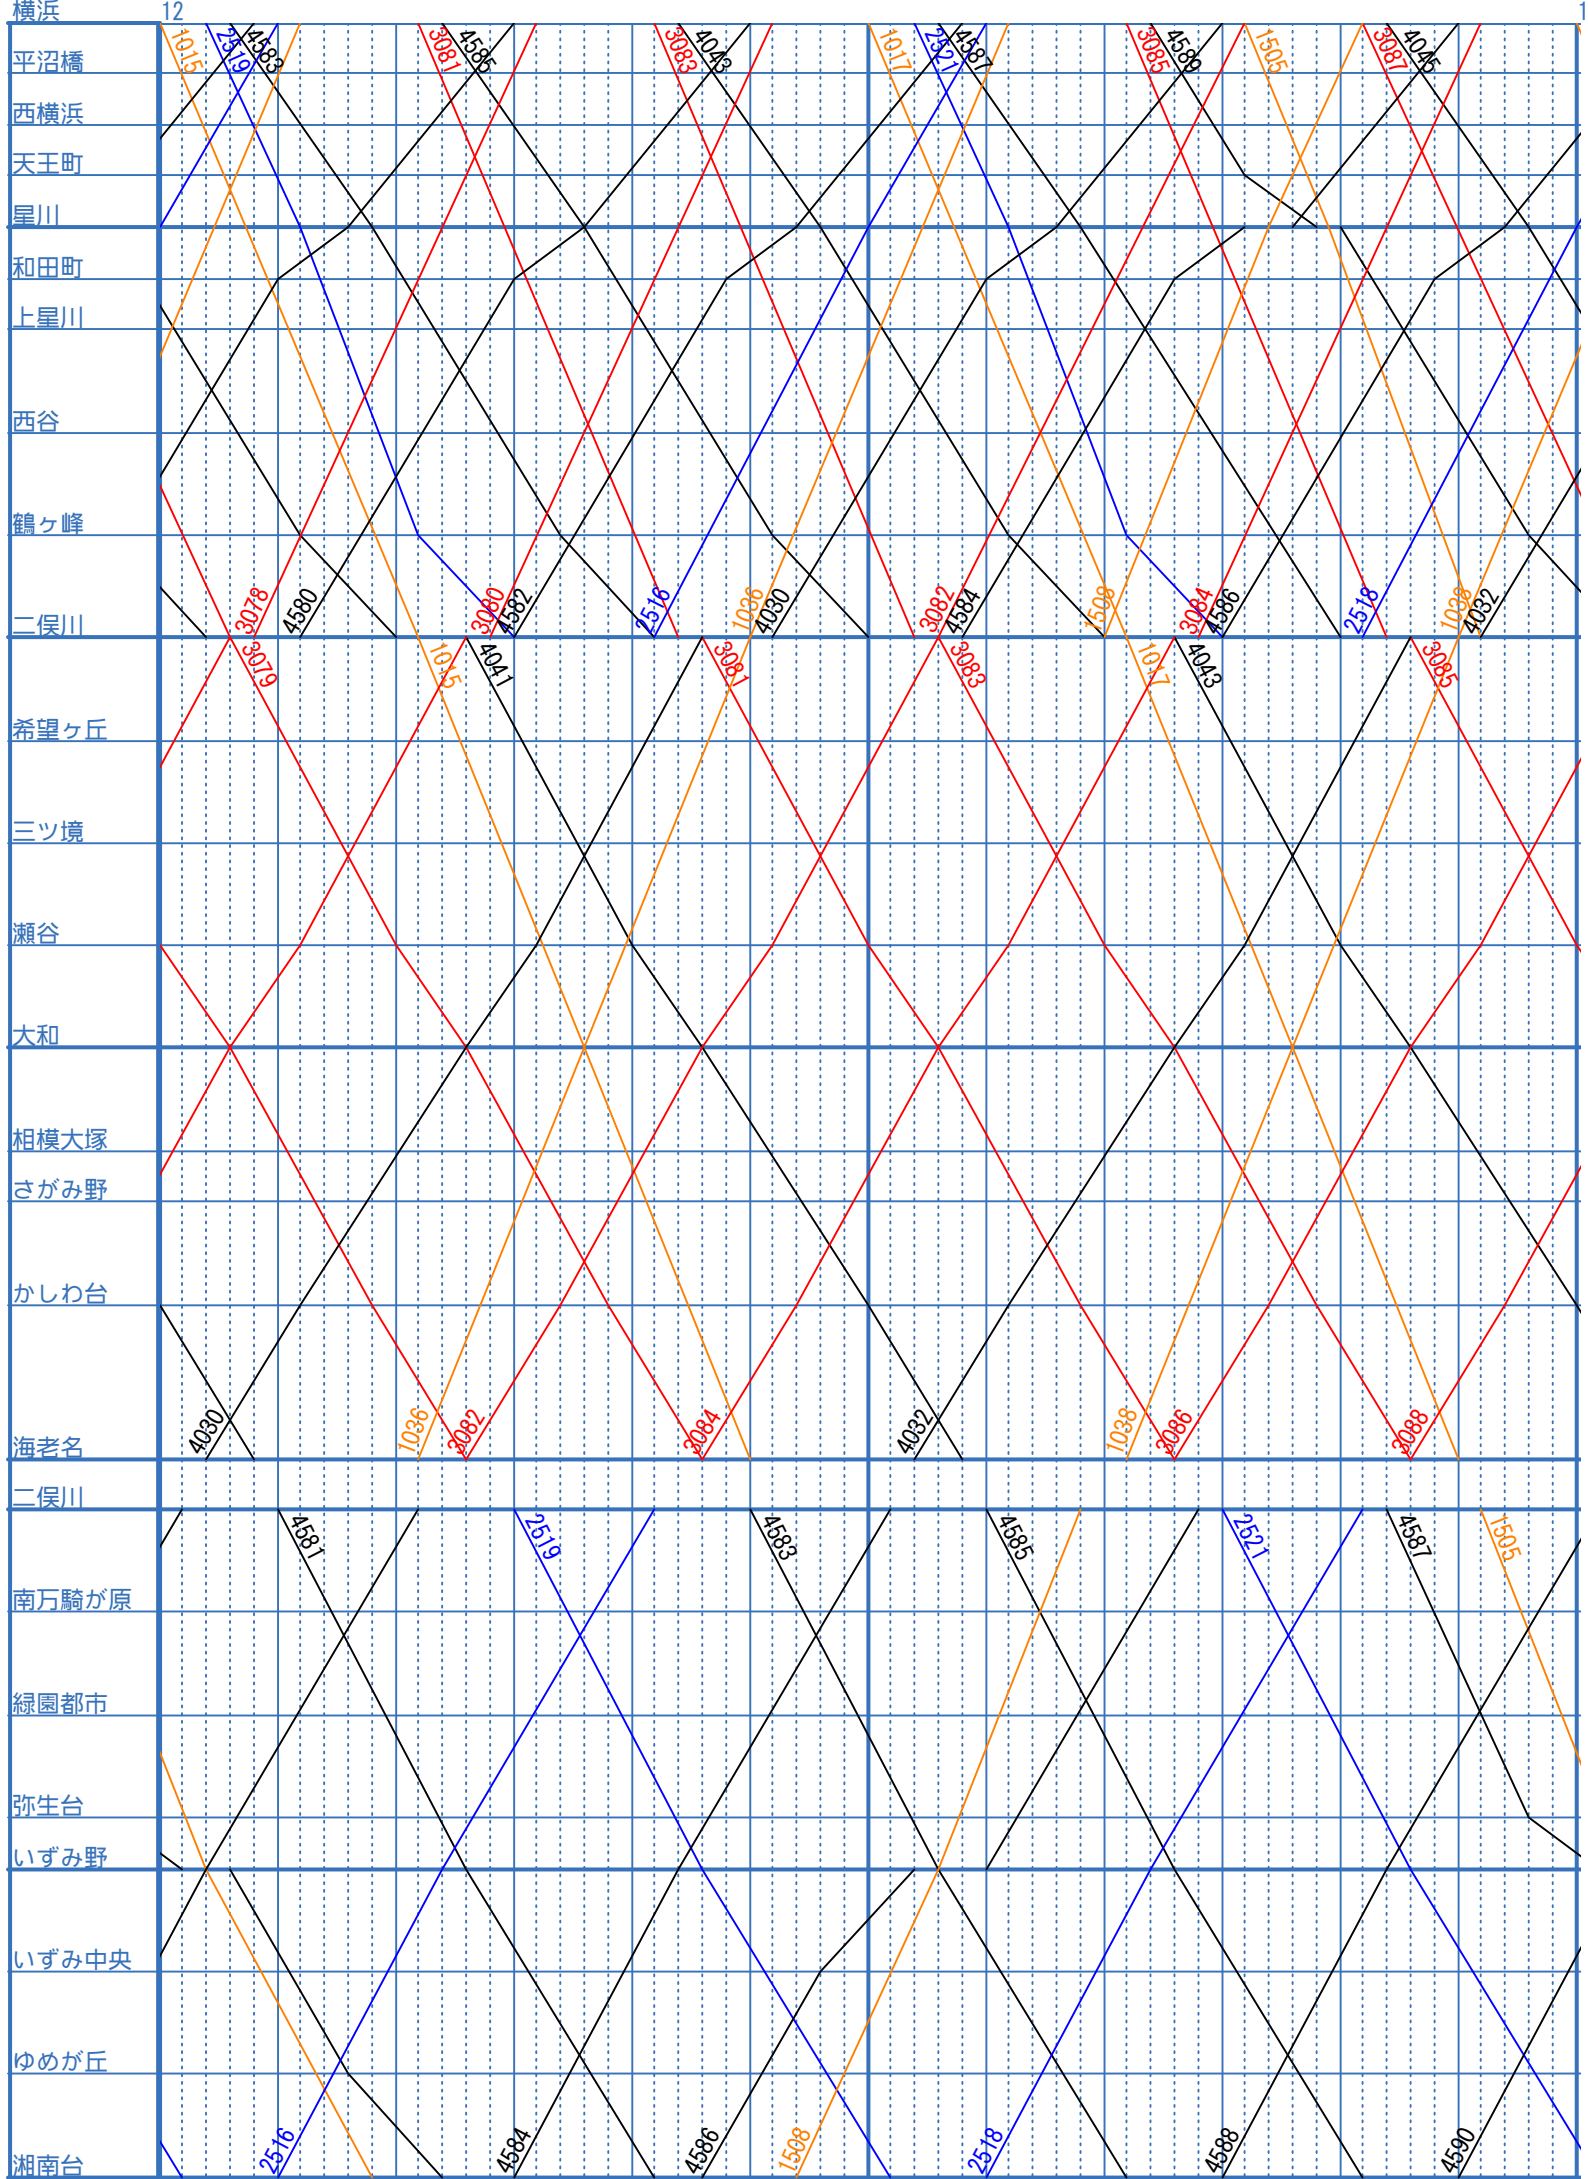 横浜 12 1
1015 2519 4583 3081 4585 3083 4043 1017 2521 4587 3085 4589 1505 3087 4045
平沼橋
西横浜
天王町
星川
和田町
上星川
西谷
鶴ヶ峰
3078 4580 3080 4582 2516 1036 4030 3082 4584 1508 3084 4586 2518 1038 4032
二俣川
3079 1015 4041 3081 3083 1017 4043 3085
希望ヶ丘
三ツ境
瀬谷
大和
相模大塚
さがみ野
かしわ台
4030 1036 3082 3084 4032 1038 3086 3088
海老名
二俣川
4581 2519 4583 4585 2521 4587 1505
南万騎が原
緑園都市
弥生台
いずみ野
いずみ中央
ゆめが丘
2516 4584 4586 1508 2518 4588 4590
湘南台